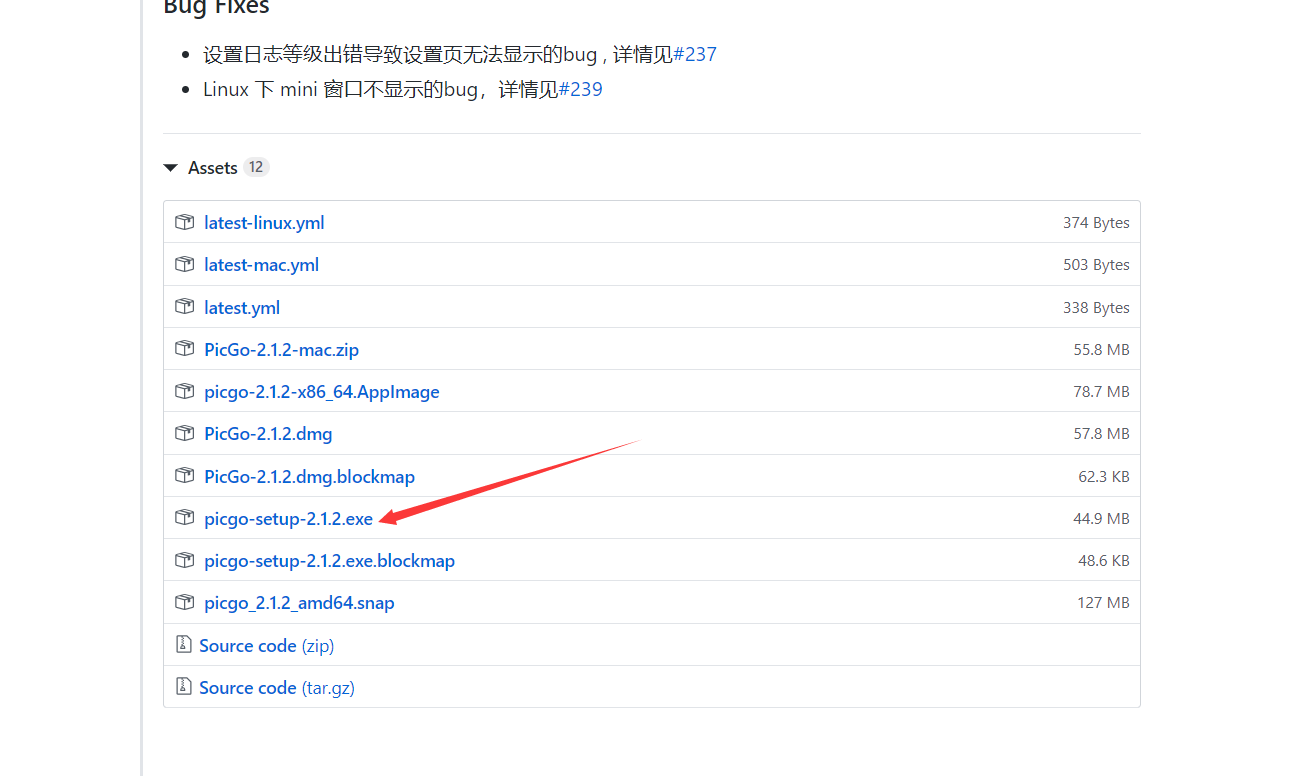 Bug Fixes
设置日志等级出错导致设置页无法显示的bug , 详情见#237
Linux 下 mini 窗口不显示的bug，详情见#239
Assets 12
latest-linux.yml 374 Bytes
latest-mac.yml 503 Bytes
latest.yml 338 Bytes
PicGo-2.1.2-mac.zip 55.8 MB
picgo-2.1.2-x86_64.AppImage 78.7 MB
PicGo-2.1.2.dmg 57.8 MB
PicGo-2.1.2.dmg.blockmap 62.3 KB
picgo-setup-2.1.2.exe 44.9 MB
picgo-setup-2.1.2.exe.blockmap 48.6 KB
picgo_2.1.2_amd64.snap 127 MB
Source code (zip)
Source code (tar.gz)